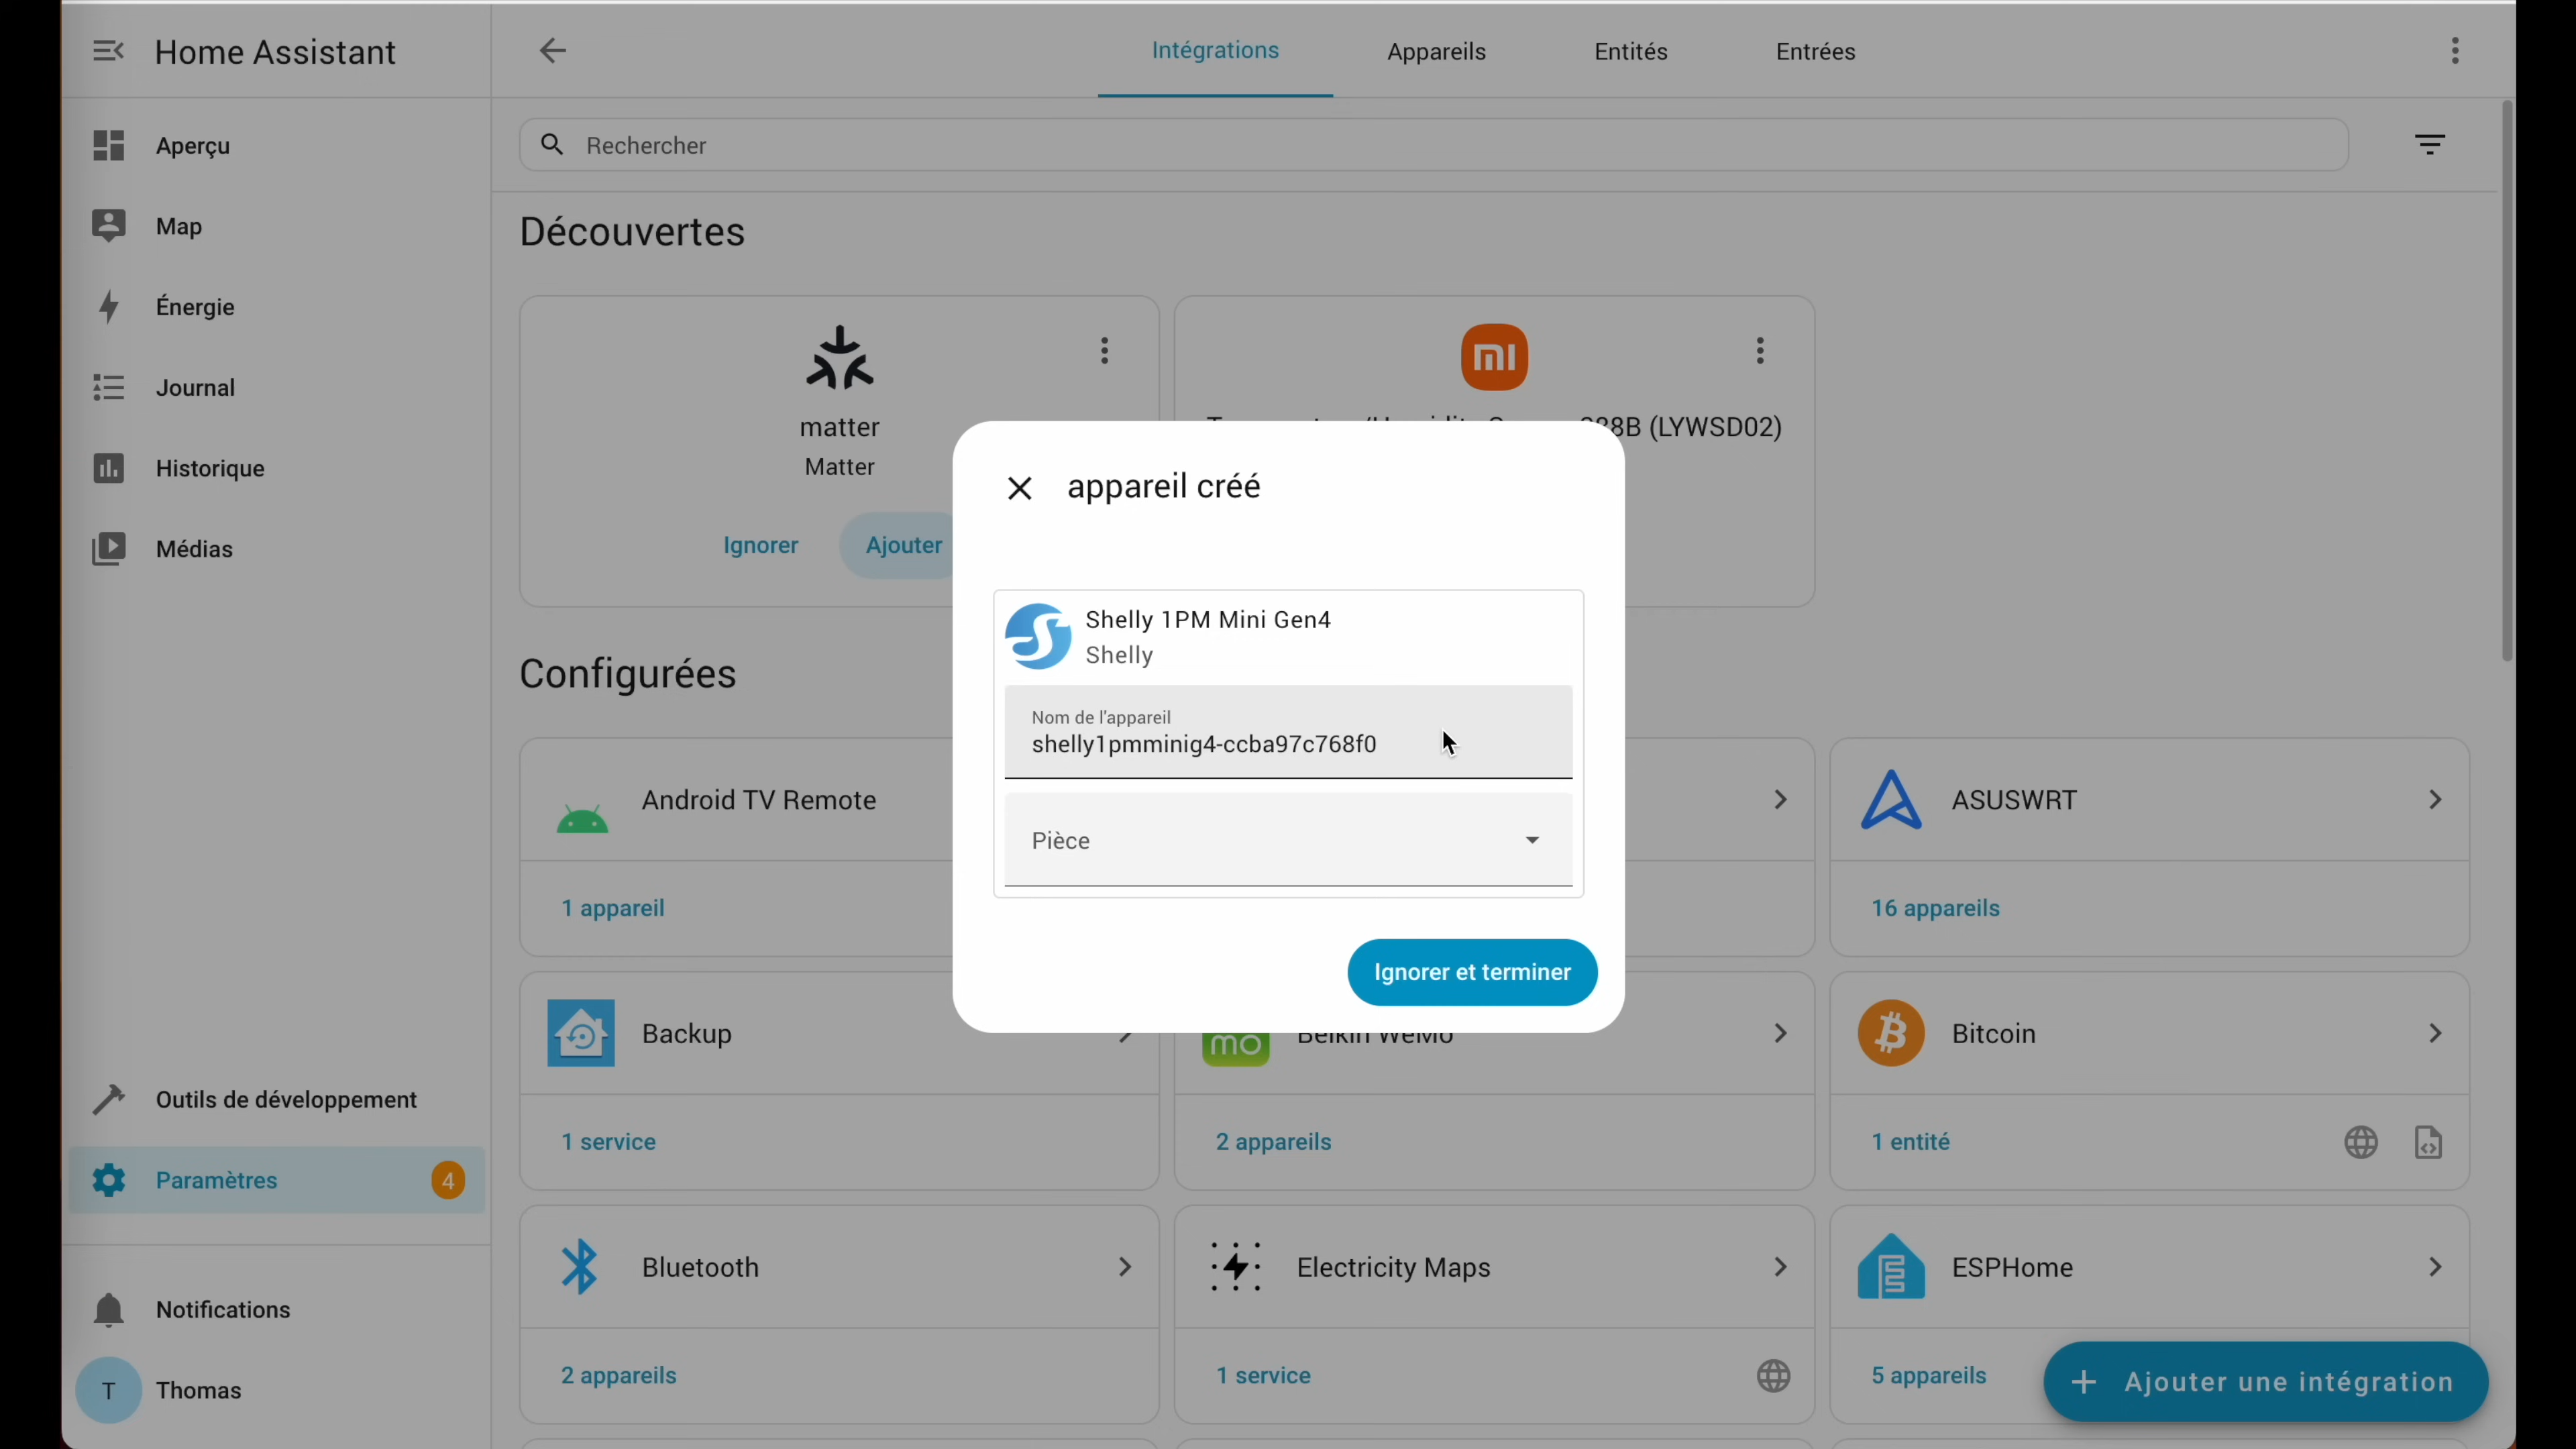 Home Assistant
Intégrations
Appareils
Entités
Entrées
Aperçu
Map
Énergie
Journal
Historique
Médias
Outils de développement
Paramètres
4
Notifications
T
Thomas
Rechercher
Découvertes
matter
Matter
Ignorer
Ajouter
(LYWSD02)
appareil créé
Shelly 1PM Mini Gen4
Shelly
Nom de l'appareil
shelly1pmminig4-ccba97c768f0
Pièce
Ignorer et terminer
Configurées
Android TV Remote
1 appareil
ASUSWRT
16 appareils
Backup
1 service
mo
Belkin WeMo
2 appareils
Bitcoin
1 entité
Bluetooth
2 appareils
Electricity Maps
1 service
ESPHome
5 appareils
Ajouter une intégration